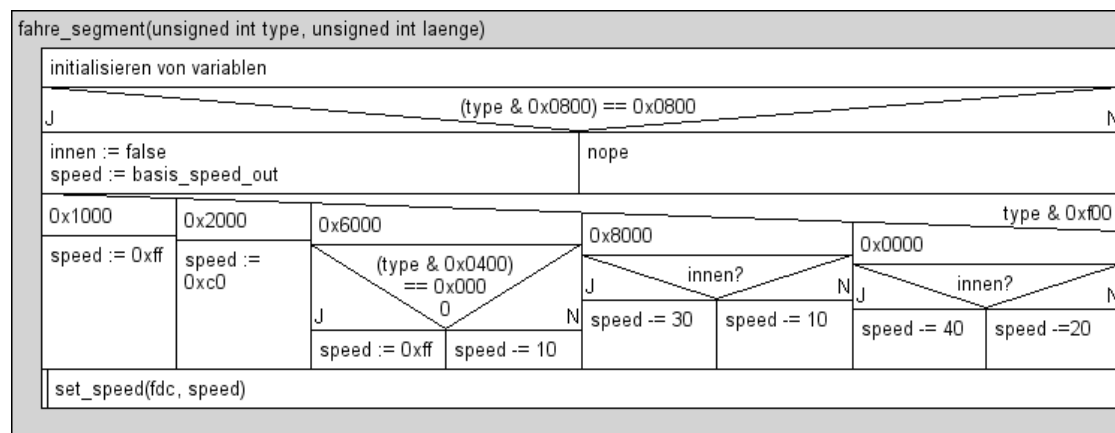 fahre_segment(unsigned int type, unsigned int laenge)
initialisieren von variablen
(type & 0x0800) == 0x0800
J
N
innen := false
speed := basis_speed_out
nope
type & 0xf00
0x1000
speed := 0xff
0x2000
speed :=
0xc0
0x6000
(type & 0x0400)
== 0x000
0
J
N
speed := 0xff
speed -= 10
0x8000
innen?
J
N
speed -= 30
speed -= 10
0x0000
innen?
J
N
speed -= 40
speed -=20
set_speed(fdc, speed)